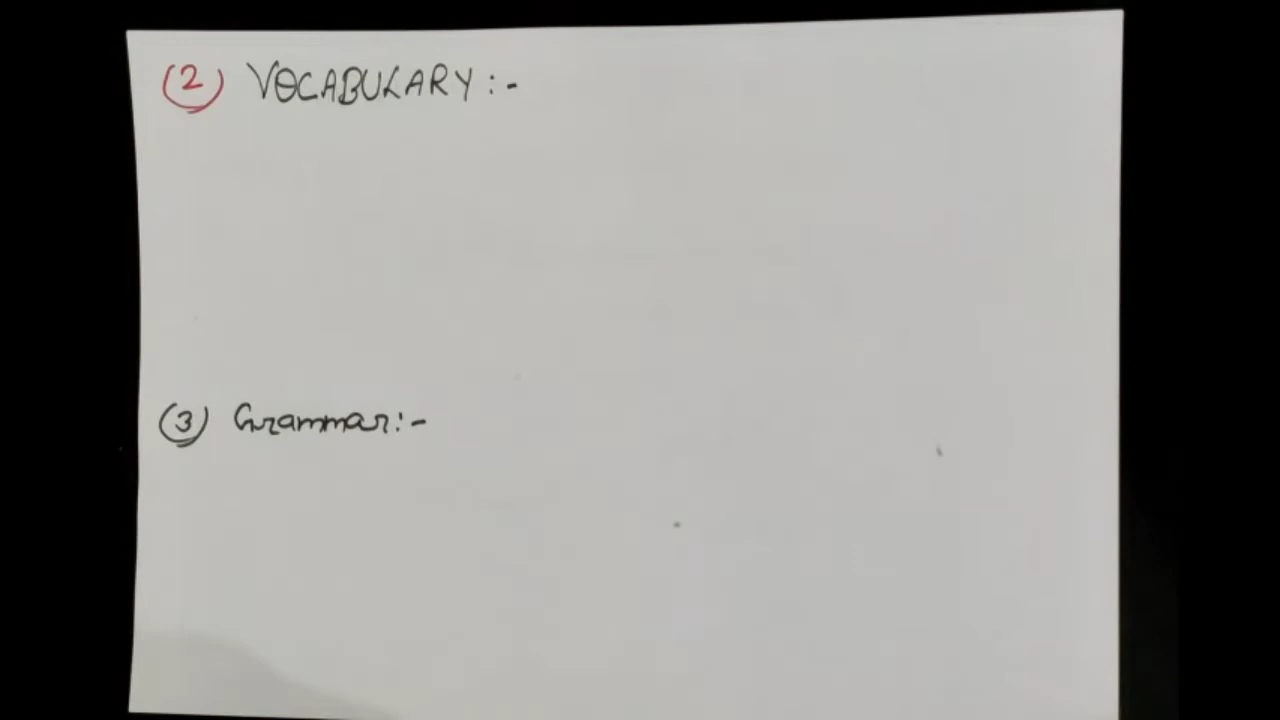 (2) VOCABULARY :-
(3) Grammar :-